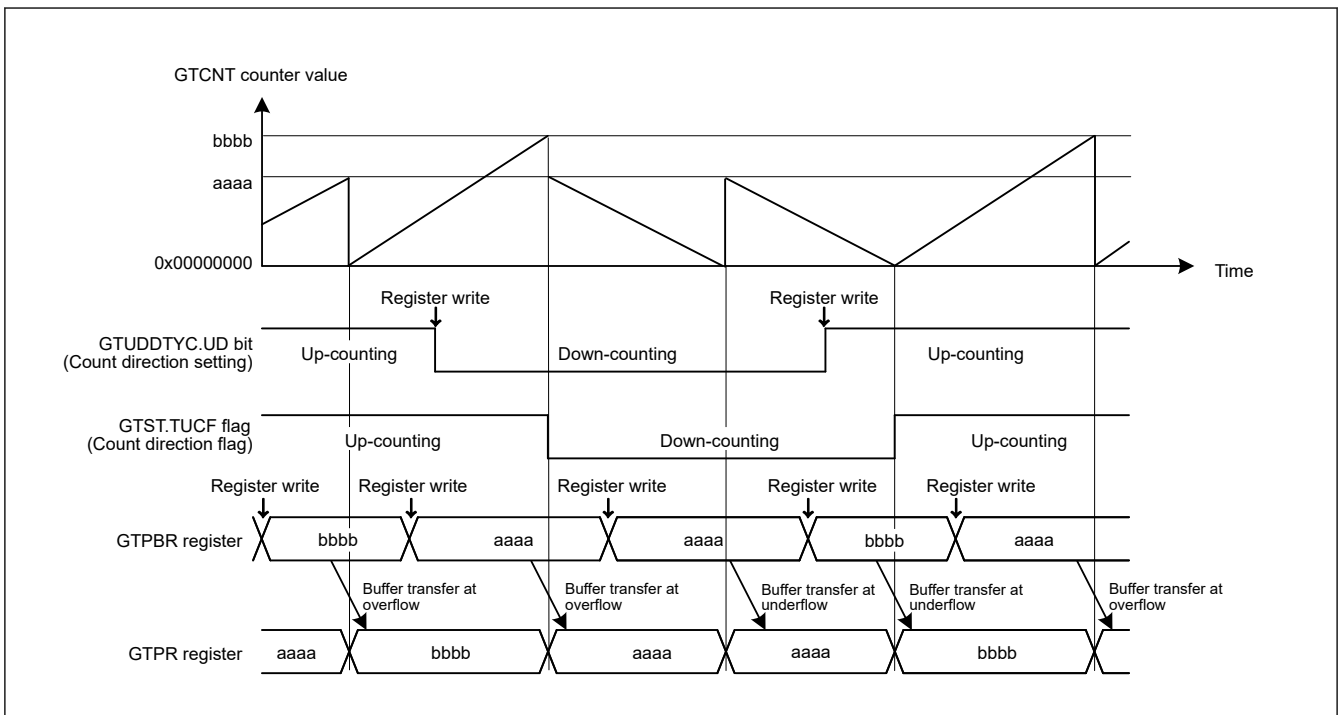 GTCNT counter value
bbbb
aaaa
0x00000000
Time
Register write
Register write
GTUDDTYC.UD bit
(Count direction setting)
Up-counting
Down-counting
Up-counting
GTST.TUCF flag
(Count direction flag)
Up-counting
Down-counting
Up-counting
Register write
Register write
Register write
Register write
Register write
GTPBR register
bbbb
aaaa
aaaa
bbbb
aaaa
Buffer transfer at
overflow
Buffer transfer at
overflow
Buffer transfer at
underflow
Buffer transfer at
underflow
Buffer transfer at
overflow
GTPR register
aaaa
bbbb
aaaa
aaaa
bbbb